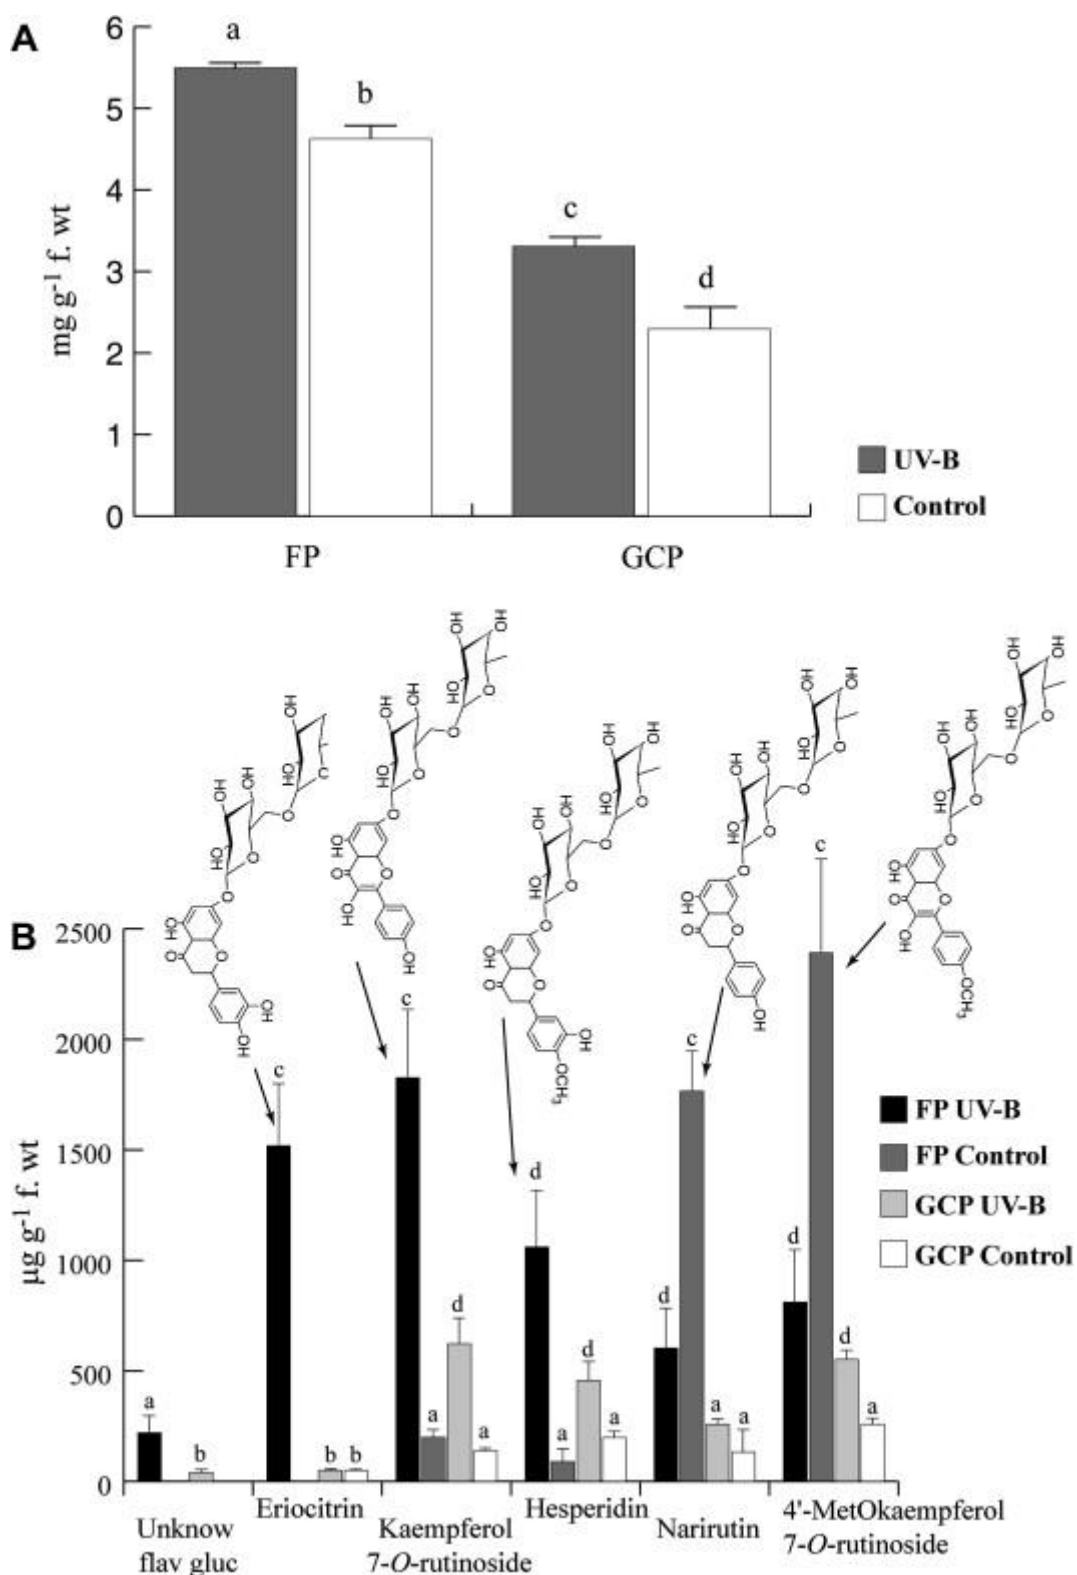 A
6
5
4
3
2
1
0
mg g⁻¹ f. wt
a
b
c
d
FP
GCP
UV-B
Control
B
2500
2000
1500
1000
500
0
µg g⁻¹ f. wt
a
b
c
b
b
c
a
d
a
d
a
d
a
d
c
a
a
d
c
d
a
FP UV-B
FP Control
GCP UV-B
GCP Control
Unknow
flav gluc
Eriocitrin
Kaempferol
7-O-rutinoside
Hesperidin
Narirutin
4'-MetOkaempferol
7-O-rutinoside